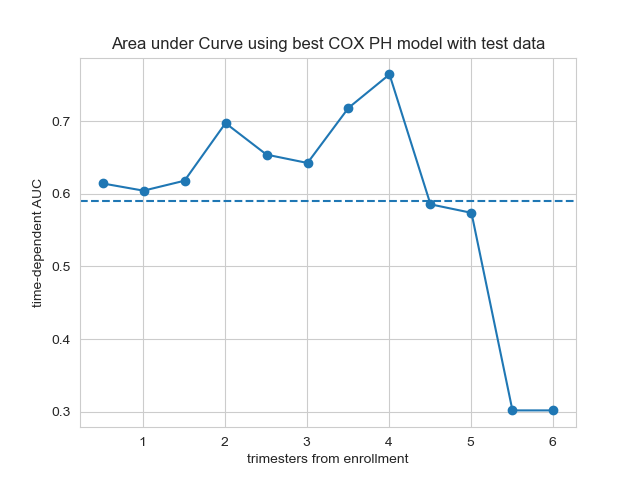 Area under Curve using best COX PH model with test data
time-dependent AUC
0.7
0.6
0.5
0.4
0.3
1 2 3 4 5 6
trimesters from enrollment